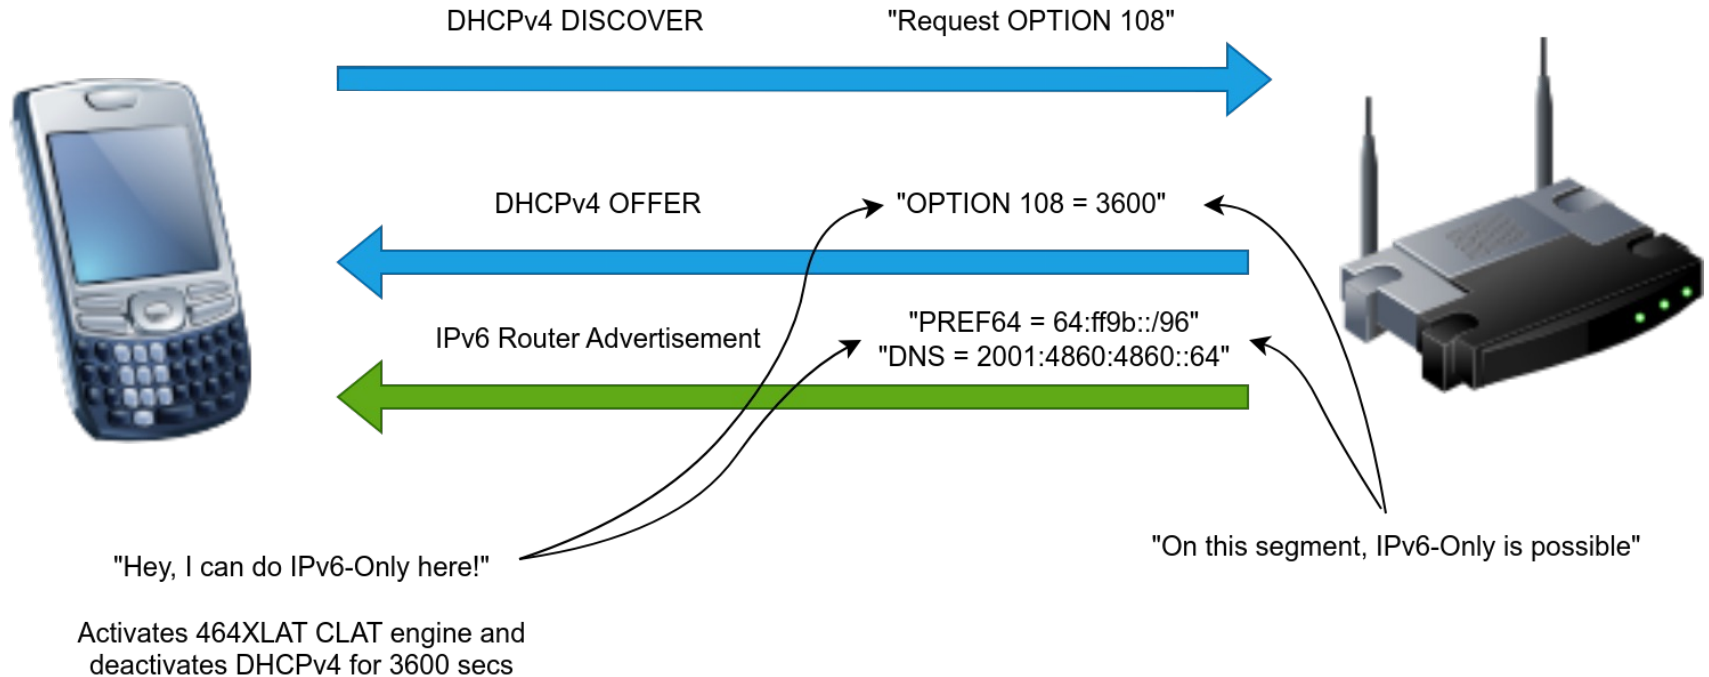 DHCPv4 DISCOVER
"Request OPTION 108"
DHCPv4 OFFER
"OPTION 108 = 3600"
IPv6 Router Advertisement
"PREF64 = 64:ff9b::/96"
"DNS = 2001:4860:4860::64"
"Hey, I can do IPv6-Only here!"
Activates 464XLAT CLAT engine and
deactivates DHCPv4 for 3600 secs
"On this segment, IPv6-Only is possible"